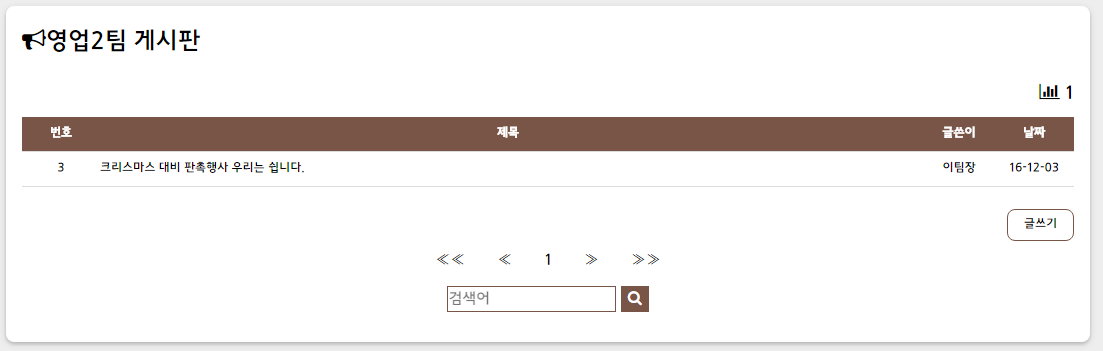 영업2팀 게시판
1
번호 제목 글쓴이 날짜
3 크리스마스 대비 판촉행사 우리는 쉽니다. 이팀장 16-12-03
글쓰기
≪≪ ≪ 1 ≫ ≫≫
검색어